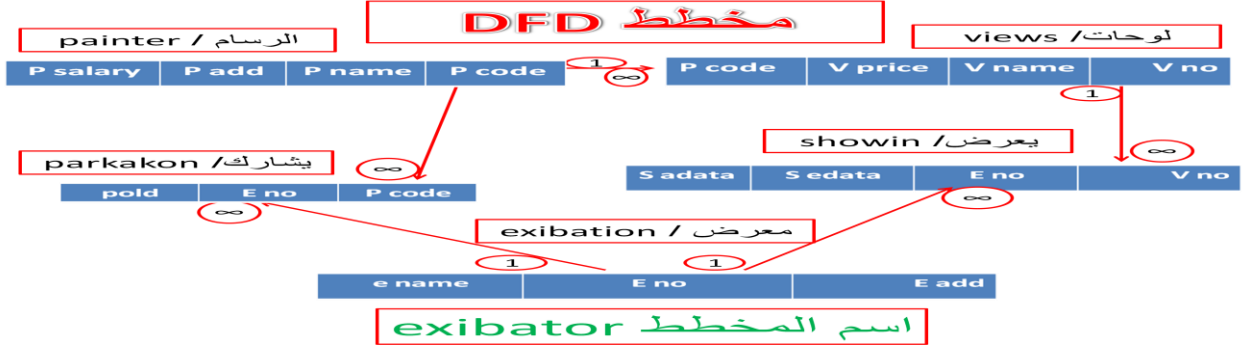 مخطط DFD
painter / الرسام
views /لوحات
P salary P add P name P code
1
∞
P code V price V name V no
1
∞
showin /يعرض
parkakon /يشارك
∞
S adata S edata E no V no
pold E no P code
∞
∞
exibation / معرض
1
1
e name E no E add
اسم المخطط exibator